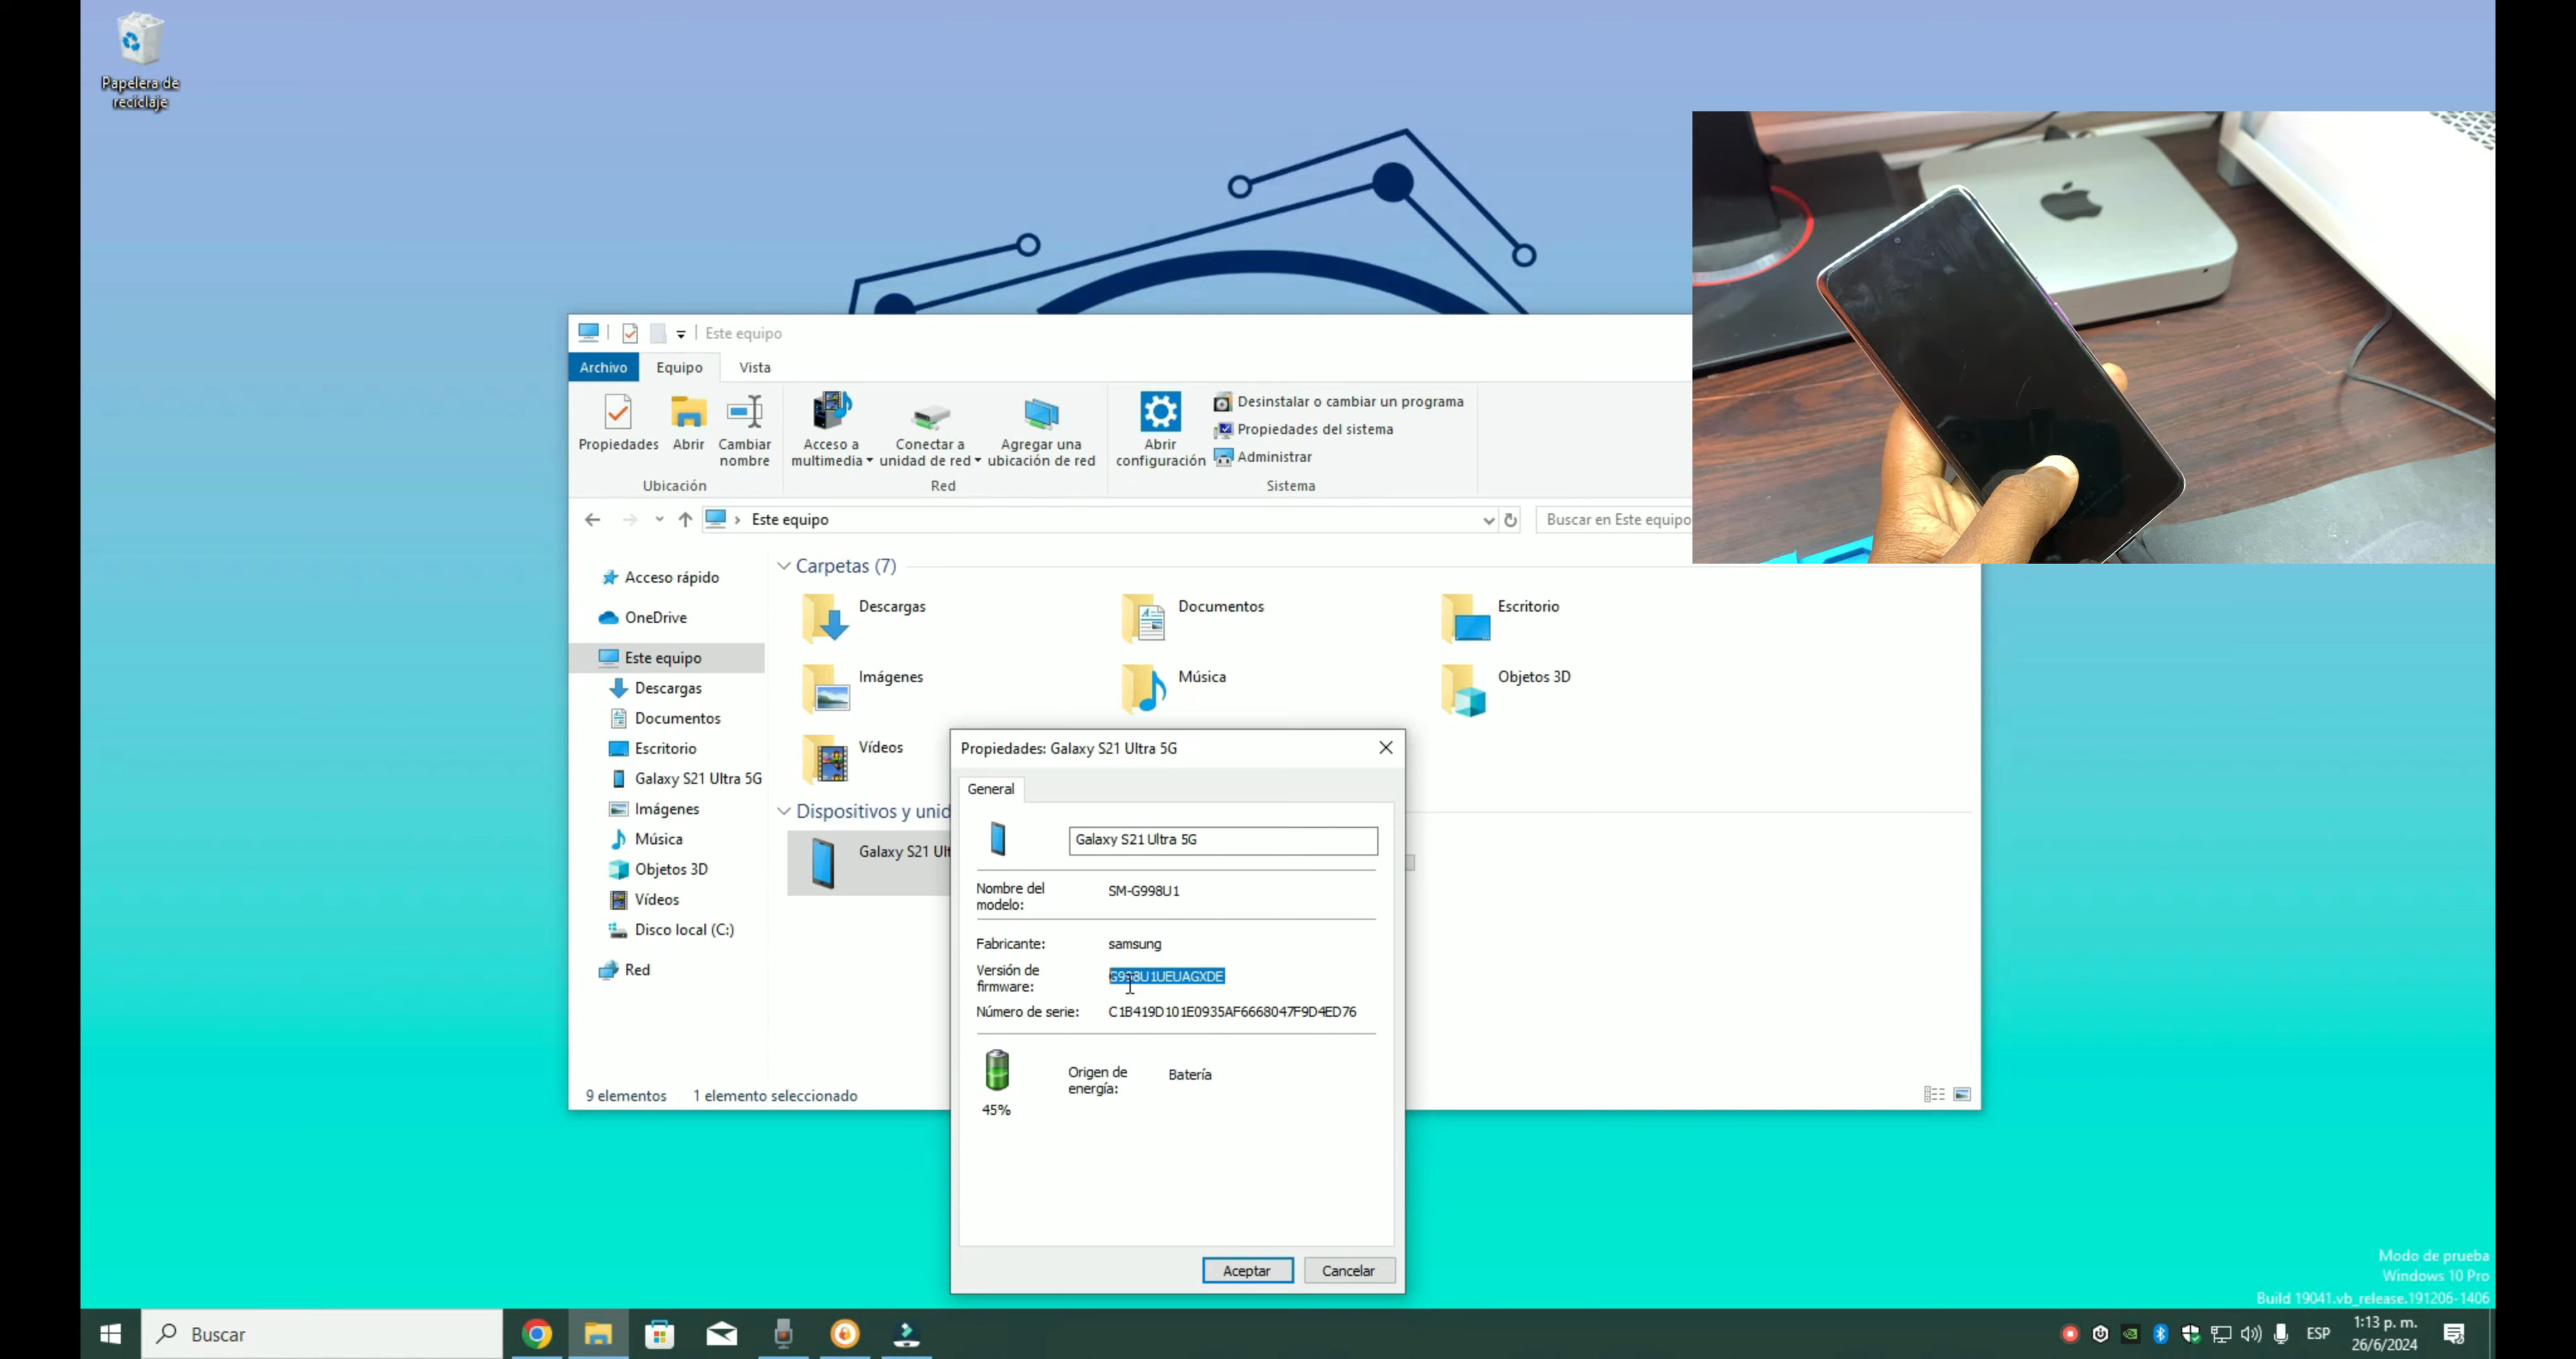 Papelera de
reciclaje
Este equipo
Archivo Equipo Vista
Propiedades
Abrir
Cambiar
nombre
Acceso a
multimedia
Conectar a
unidad de red
Agregar una
ubicación de red
Abrir
configuración
Desinstalar o cambiar un programa
Propiedades del sistema
Administrar
Ubicación
Red
Sistema
Este equipo
Buscar en Este equipo
Acceso rápido
OneDrive
Este equipo
Descargas
Documentos
Escritorio
Galaxy S21 Ultra 5G
Imágenes
Música
Objetos 3D
Vídeos
Disco local (C:)
Red
Carpetas (7)
Descargas
Documentos
Escritorio
Imágenes
Música
Objetos 3D
Vídeos
Dispositivos y unid
Galaxy S21 Ult
9 elementos 1 elemento seleccionado
Propiedades: Galaxy S21 Ultra 5G
General
Galaxy S21 Ultra 5G
Nombre del
modelo:
SM-G998U1
Fabricante: samsung
Versión de
firmware:
G998U1UEUAGXDE
Número de serie: C1B419D101E0935AF6668047F9D4ED76
Origen de
energía:
Batería
45%
Aceptar Cancelar
Modo de prueba
Windows 10 Pro
Build 19041.vb_release.191206-1406
Buscar
ESP
1:13 p. m.
26/6/2024